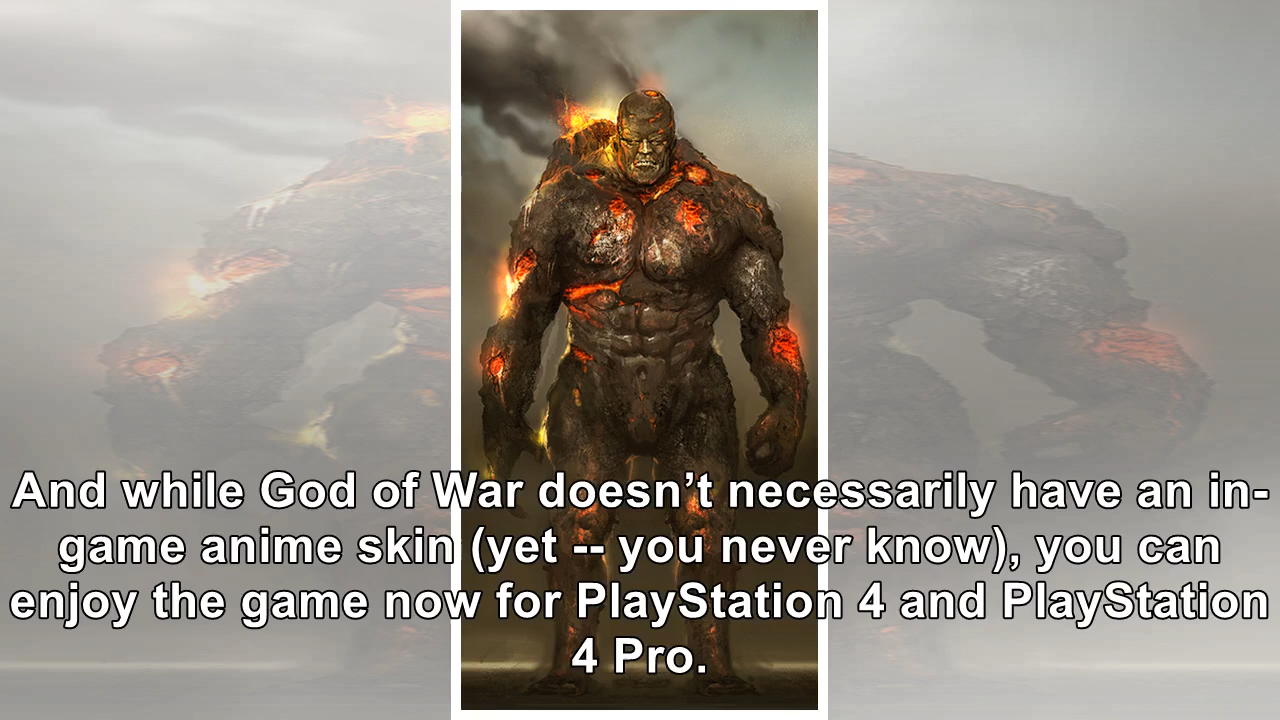 And while God of War doesn’t necessarily have an in-
game anime skin (yet -- you never know), you can
enjoy the game now for PlayStation 4 and PlayStation
4 Pro.